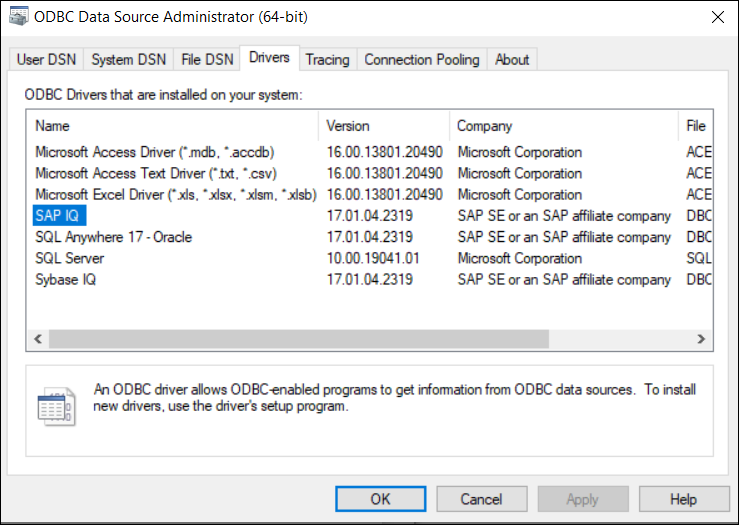 ODBC Data Source Administrator (64-bit)
User DSN System DSN File DSN Drivers Tracing Connection Pooling About
ODBC Drivers that are installed on your system:
Name Version Company File
Microsoft Access Driver (*.mdb, *.accdb) 16.00.13801.20490 Microsoft Corporation ACE
Microsoft Access Text Driver (*.txt, *.csv) 16.00.13801.20490 Microsoft Corporation ACE
Microsoft Excel Driver (*.xls, *.xlsx, *.xlsm, *.xlsb) 16.00.13801.20490 Microsoft Corporation ACE
SAP IQ 17.01.04.2319 SAP SE or an SAP affiliate company DBC
SQL Anywhere 17 - Oracle 17.01.04.2319 SAP SE or an SAP affiliate company DBC
SQL Server 10.00.19041.01 Microsoft Corporation SQL
Sybase IQ 17.01.04.2319 SAP SE or an SAP affiliate company DBC
An ODBC driver allows ODBC-enabled programs to get information from ODBC data sources. To install
new drivers, use the driver's setup program.
OK Cancel Apply Help